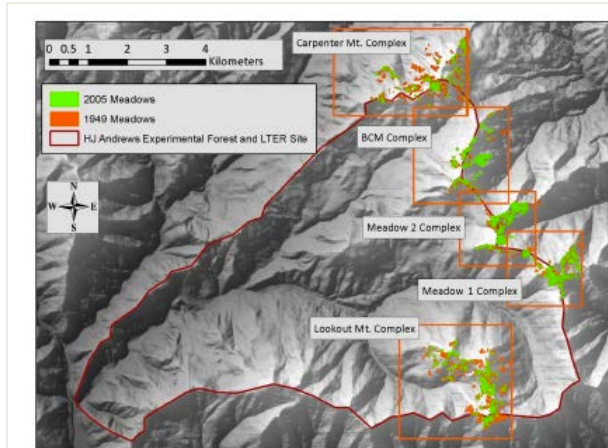 Carpenter Mt. Complex
0 0.5 1 2 3 4
Kilometers
2005 Meadows
1949 Meadows
HJ Andrews Experimental Forest and LTER Site
BCM Complex
N
W E
S
Meadow 2 Complex
Meadow 1 Complex
Lookout Mt. Complex